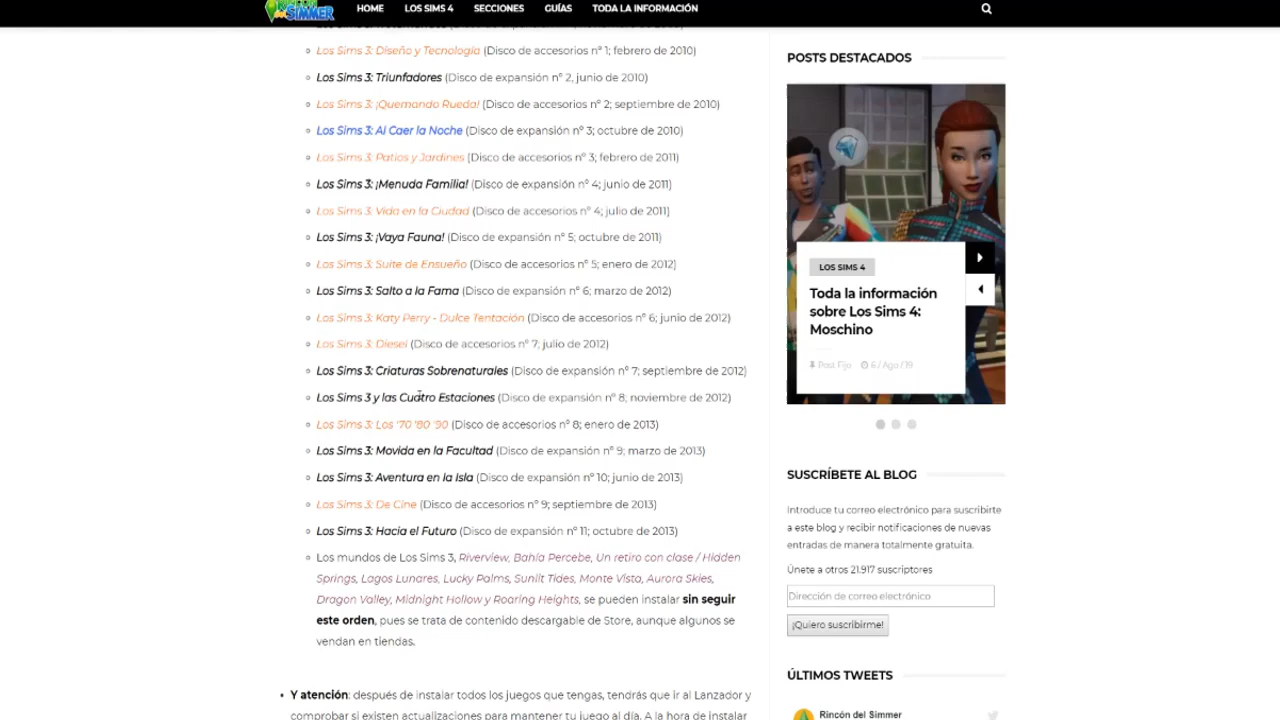 RINCÓN
DEL SIMMER
HOME LOS SIMS 4 SECCIONES GUÍAS TODA LA INFORMACIÓN
Los Sims 3: Diseño y Tecnología (Disco de accesorios nº 1; febrero de 2010)
Los Sims 3: Triunfadores (Disco de expansión nº 2, junio de 2010)
Los Sims 3: ¡Quemando Rueda! (Disco de accesorios nº 2; septiembre de 2010)
Los Sims 3: Al Caer la Noche (Disco de expansión nº 3; octubre de 2010)
Los Sims 3: Patios y Jardines (Disco de accesorios nº 3; febrero de 2011)
Los Sims 3: ¡Menuda Familia! (Disco de expansión nº 4; junio de 2011)
Los Sims 3: Vida en la Ciudad (Disco de accesorios nº 4; julio de 2011)
Los Sims 3: ¡Vaya Fauna! (Disco de expansión nº 5; octubre de 2011)
Los Sims 3: Suite de Ensueño (Disco de accesorios nº 5; enero de 2012)
Los Sims 3: Salto a la Fama (Disco de expansión nº 6; marzo de 2012)
Los Sims 3: Katy Perry - Dulce Tentación (Disco de accesorios nº 6; junio de 2012)
Los Sims 3: Diesel (Disco de accesorios nº 7, julio de 2012)
Los Sims 3: Criaturas Sobrenaturales (Disco de expansión nº 7; septiembre de 2012)
Los Sims 3 y las Cuatro Estaciones (Disco de expansión nº 8; noviembre de 2012)
Los Sims 3: Los '70 '80 '90 (Disco de accesorios nº 8; enero de 2013)
Los Sims 3: Movida en la Facultad (Disco de expansión nº 9; marzo de 2013)
Los Sims 3: Aventura en la Isla (Disco de expansión nº 10; junio de 2013)
Los Sims 3: De Cine (Disco de accesorios nº 9; septiembre de 2013)
Los Sims 3: Hacia el Futuro (Disco de expansión nº 11; octubre de 2013)
Los mundos de Los Sims 3, Riverview, Bahía Percebe, Un retiro con clase / Hidden
Springs, Lagos Lunares, Lucky Palms, Sunlit Tides, Monte Vista, Aurora Skies,
Dragon Valley, Midnight Hollow y Roaring Heights, se pueden instalar sin seguir
este orden, pues se trata de contenido descargable de Store, aunque algunos se
vendan en tiendas.
Y atención: después de instalar todos los juegos que tengas, tendrás que ir al Lanzador y
comprobar si existen actualizaciones para mantener tu juego al día. A la hora de instalar
POSTS DESTACADOS
LOS SIMS 4
Toda la información
sobre Los Sims 4:
Moschino
Post Fijo 6 / Ago / 19
SUSCRÍBETE AL BLOG
Introduce tu correo electrónico para suscribirte
a este blog y recibir notificaciones de nuevas
entradas de manera totalmente gratuita.
Únete a otros 21.917 suscriptores
Dirección de correo electrónico
¡Quiero suscribirme!
ÚLTIMOS TWEETS
Rincón del Simmer